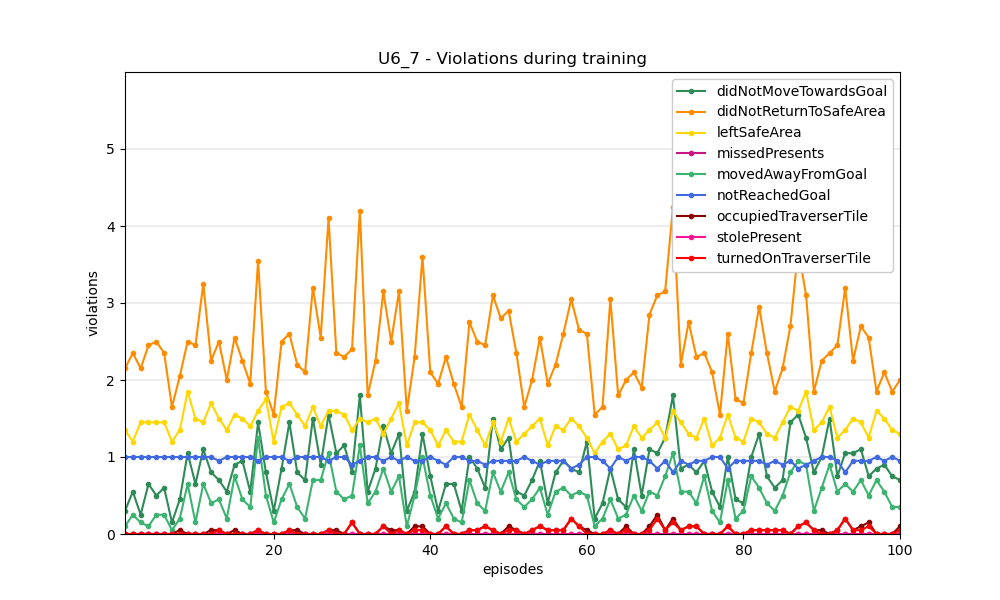 U6_7 - Violations during training
didNotMoveTowardsGoal
didNotReturnToSafeArea
leftSafeArea
missedPresents
movedAwayFromGoal
notReachedGoal
occupiedTraverserTile
stolePresent
turnedOnTraverserTile
violations
5
4
3
2
1
0
20
40
60
80
100
episodes